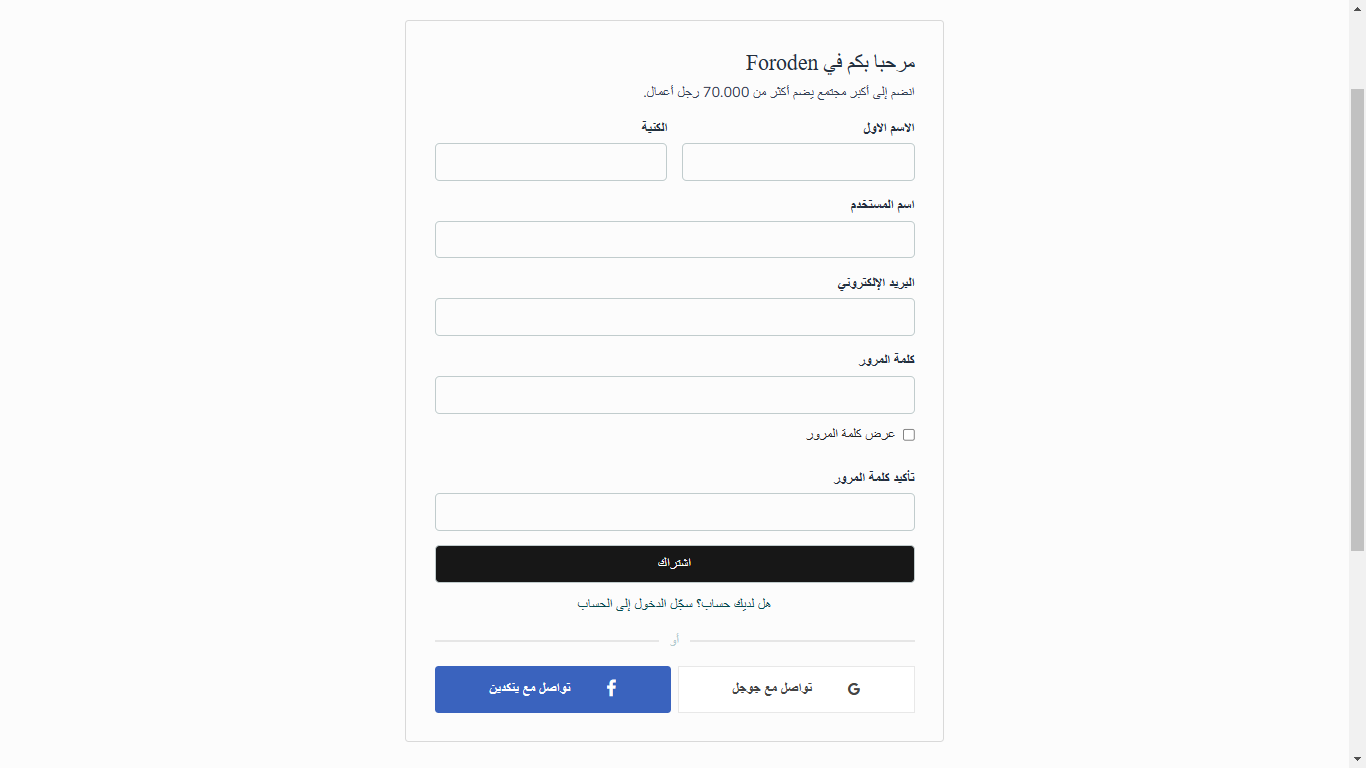 مرحبا بكم في Foroden
انضم إلى أكبر مجتمع يضم أكثر من 70.000 رجل أعمال.
الاسم الاول
الكنية
اسم المستخدم
البريد الإلكتروني
كلمة المرور
عرض كلمة المرور
تأكيد كلمة المرور
اشتراك
هل لديك حساب؟ سجّل الدخول إلى الحساب
أو
تواصل مع جوجل
تواصل مع ينكدين